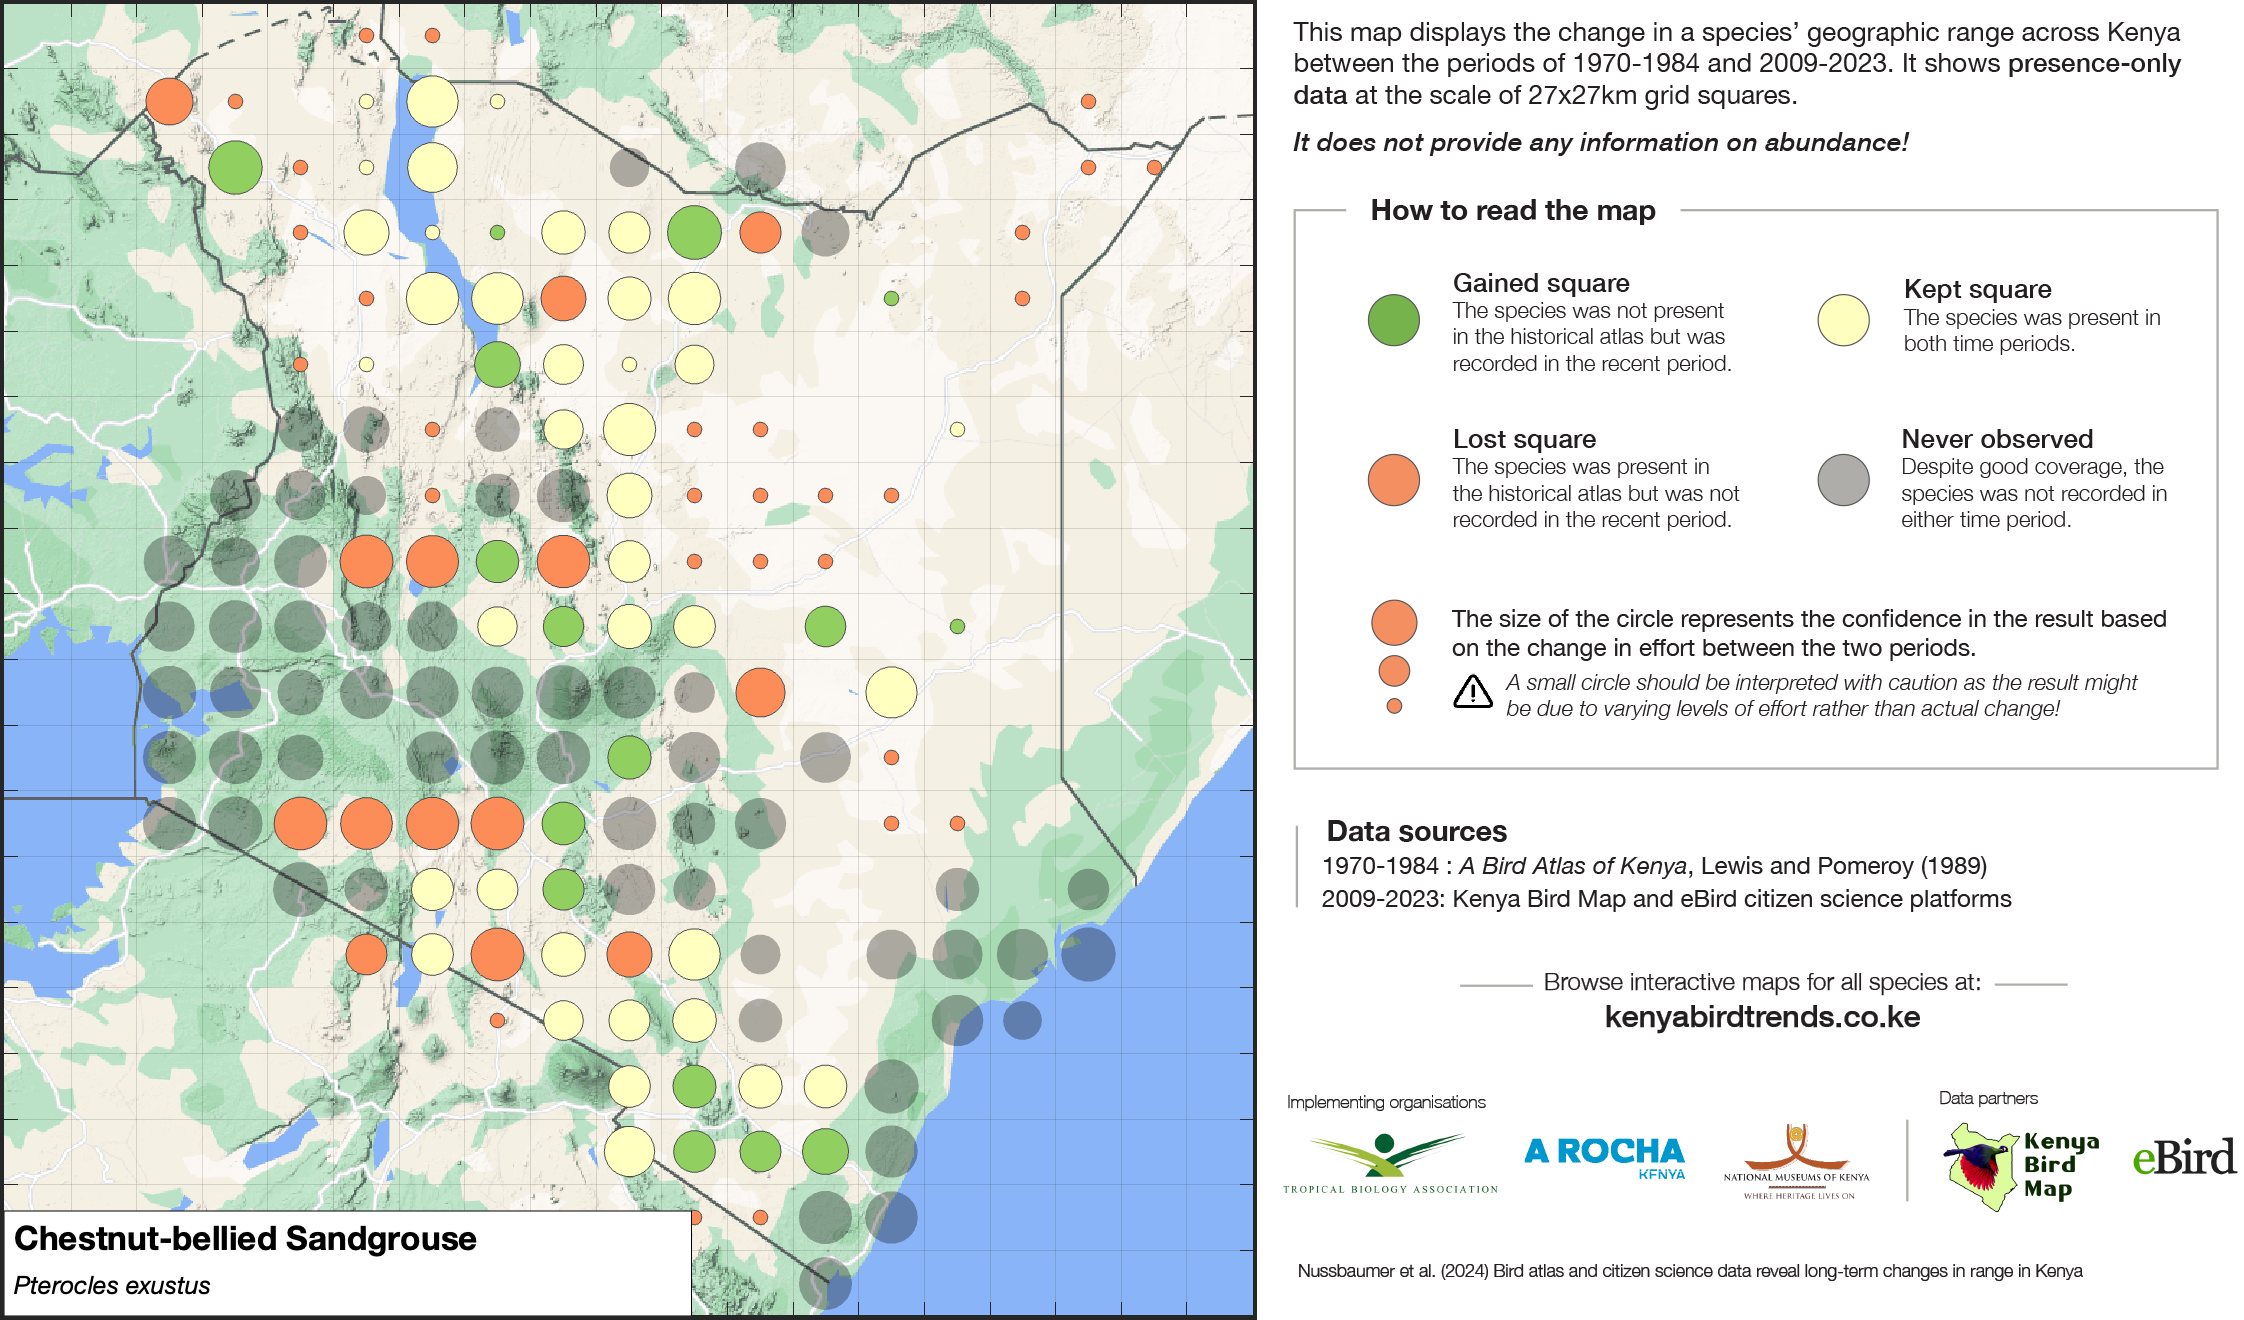 This map displays the change in a species’ geographic range across Kenya
between the periods of 1970-1984 and 2009-2023. It shows presence-only
data at the scale of 27x27km grid squares.
It does not provide any information on abundance!
How to read the map
Gained square
The species was not present
in the historical atlas but was
recorded in the recent period.
Kept square
The species was present in
both time periods.
Lost square
The species was present in
the historical atlas but was not
recorded in the recent period.
Never observed
Despite good coverage, the
species was not recorded in
either time period.
The size of the circle represents the confidence in the result based
on the change in effort between the two periods.
A small circle should be interpreted with caution as the result might
be due to varying levels of effort rather than actual change!
Data sources
1970-1984 : A Bird Atlas of Kenya, Lewis and Pomeroy (1989)
2009-2023: Kenya Bird Map and eBird citizen science platforms
Browse interactive maps for all species at:
kenyabirdtrends.co.ke
Implementing organisations
Data partners
TROPICAL BIOLOGY ASSOCIATION
A ROCHA
KENYA
NATIONAL MUSEUMS OF KENYA
WHERE HERITAGE LIVES ON
Kenya
Bird
Map
eBird
Nussbaumer et al. (2024) Bird atlas and citizen science data reveal long-term changes in range in Kenya
Chestnut-bellied Sandgrouse
Pterocles exustus